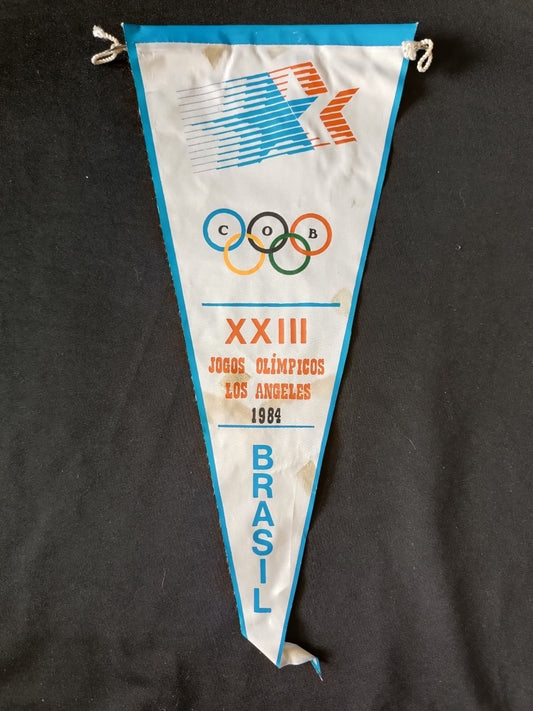 C O B
XXIII
JOGOS OLÍMPICOS
LOS ANGELES
1984
BRASIL